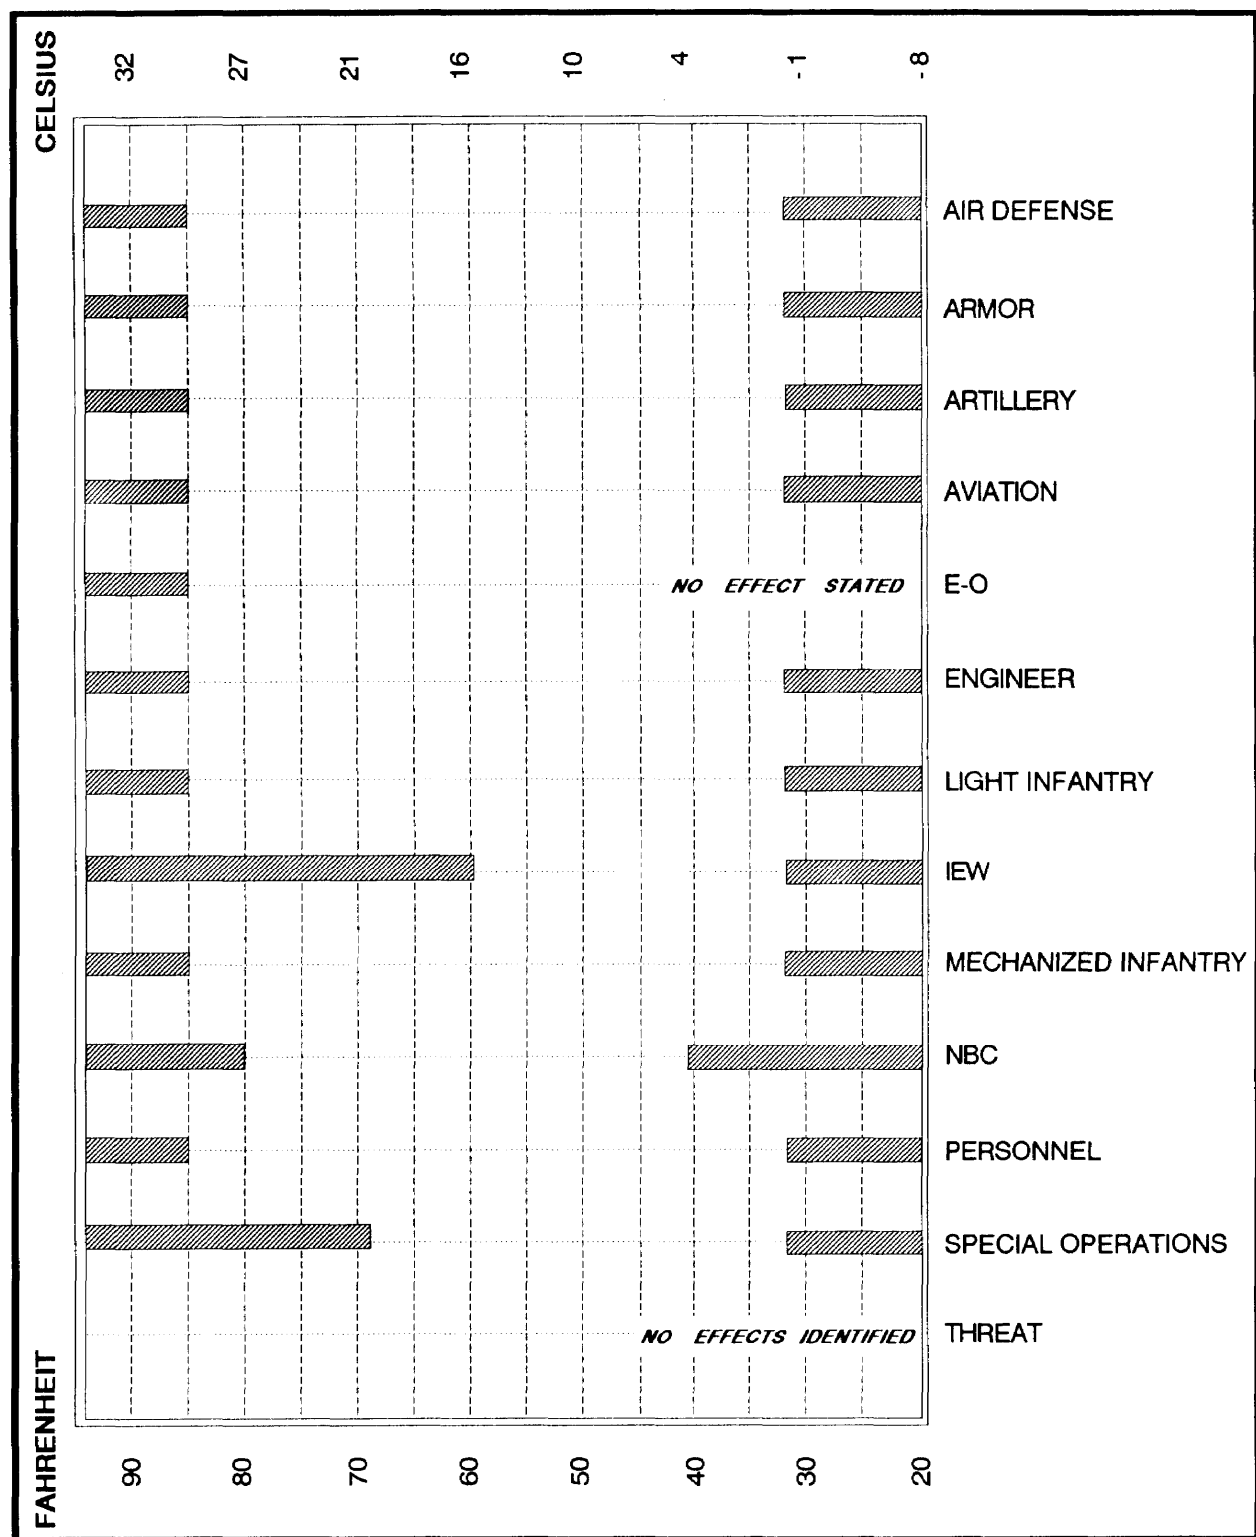 CELSIUS
32 27 21 16 10 4 - 1 - 8
AIR DEFENSE
ARMOR
ARTILLERY
AVIATION
NO EFFECT STATED E-O
ENGINEER
LIGHT INFANTRY
IEW
MECHANIZED INFANTRY
NBC
PERSONNEL
SPECIAL OPERATIONS
NO EFFECTS IDENTIFIED THREAT
FAHRENHEIT
90 80 70 60 50 40 30 20